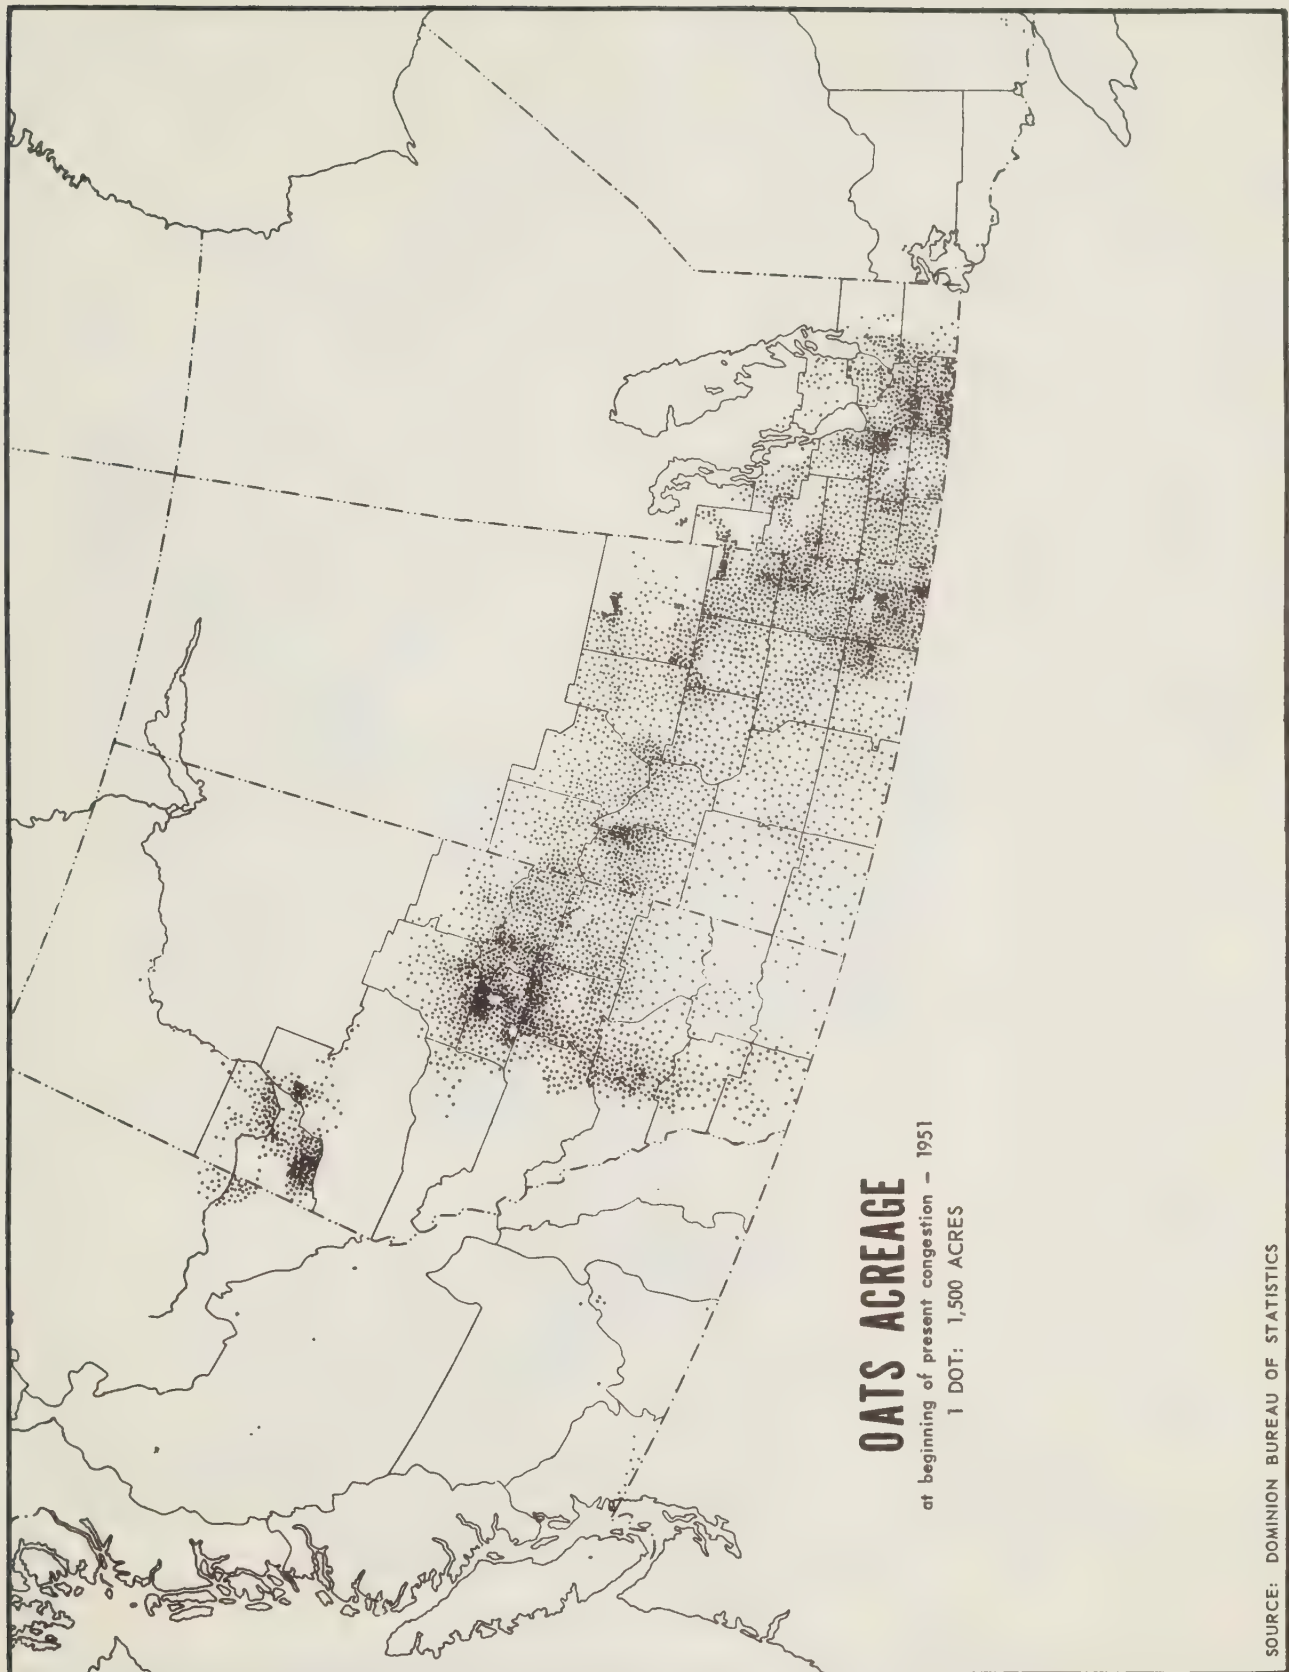 OATS ACREAGE
at beginning of present congestion – 1951
1 DOT: 1,500 ACRES
SOURCE: DOMINION BUREAU OF STATISTICS